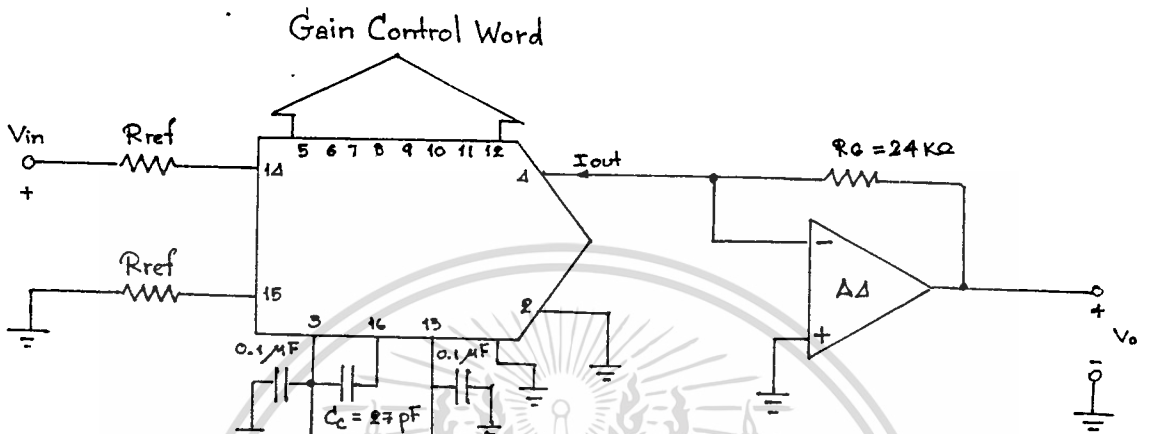 Gain Control Word
Vin
+
Rref
14
5 6 7 8 9 10 11 12
4
Iout
RG = 24 KΩ
Rref
15
−
+
A4
2
3 16 13
0.1 μF
0.1 μF
Cc = 27 pF
+
Vo
−